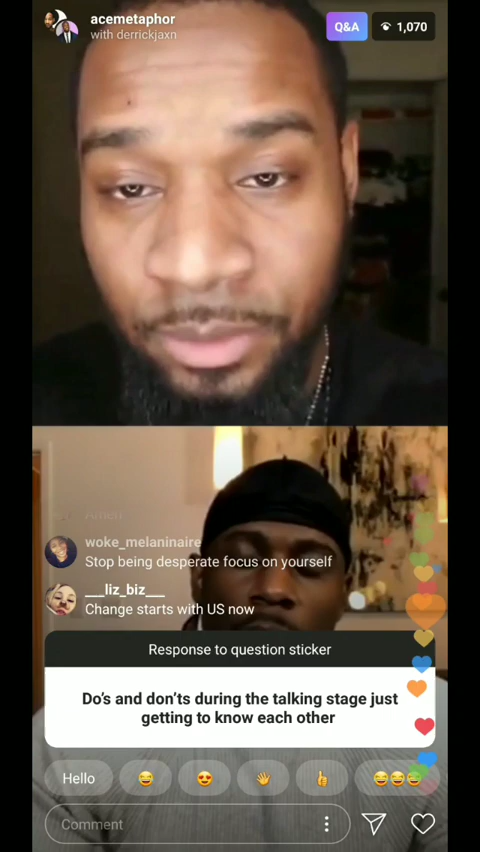 acemetaphor
with derrickjaxn
Q&A
1,070
Amen
woke_melaninaire
Stop being desperate focus on yourself
___liz_biz___
Change starts with US now
Response to question sticker
Do's and don'ts during the talking stage just
getting to know each other
Hello
Comment